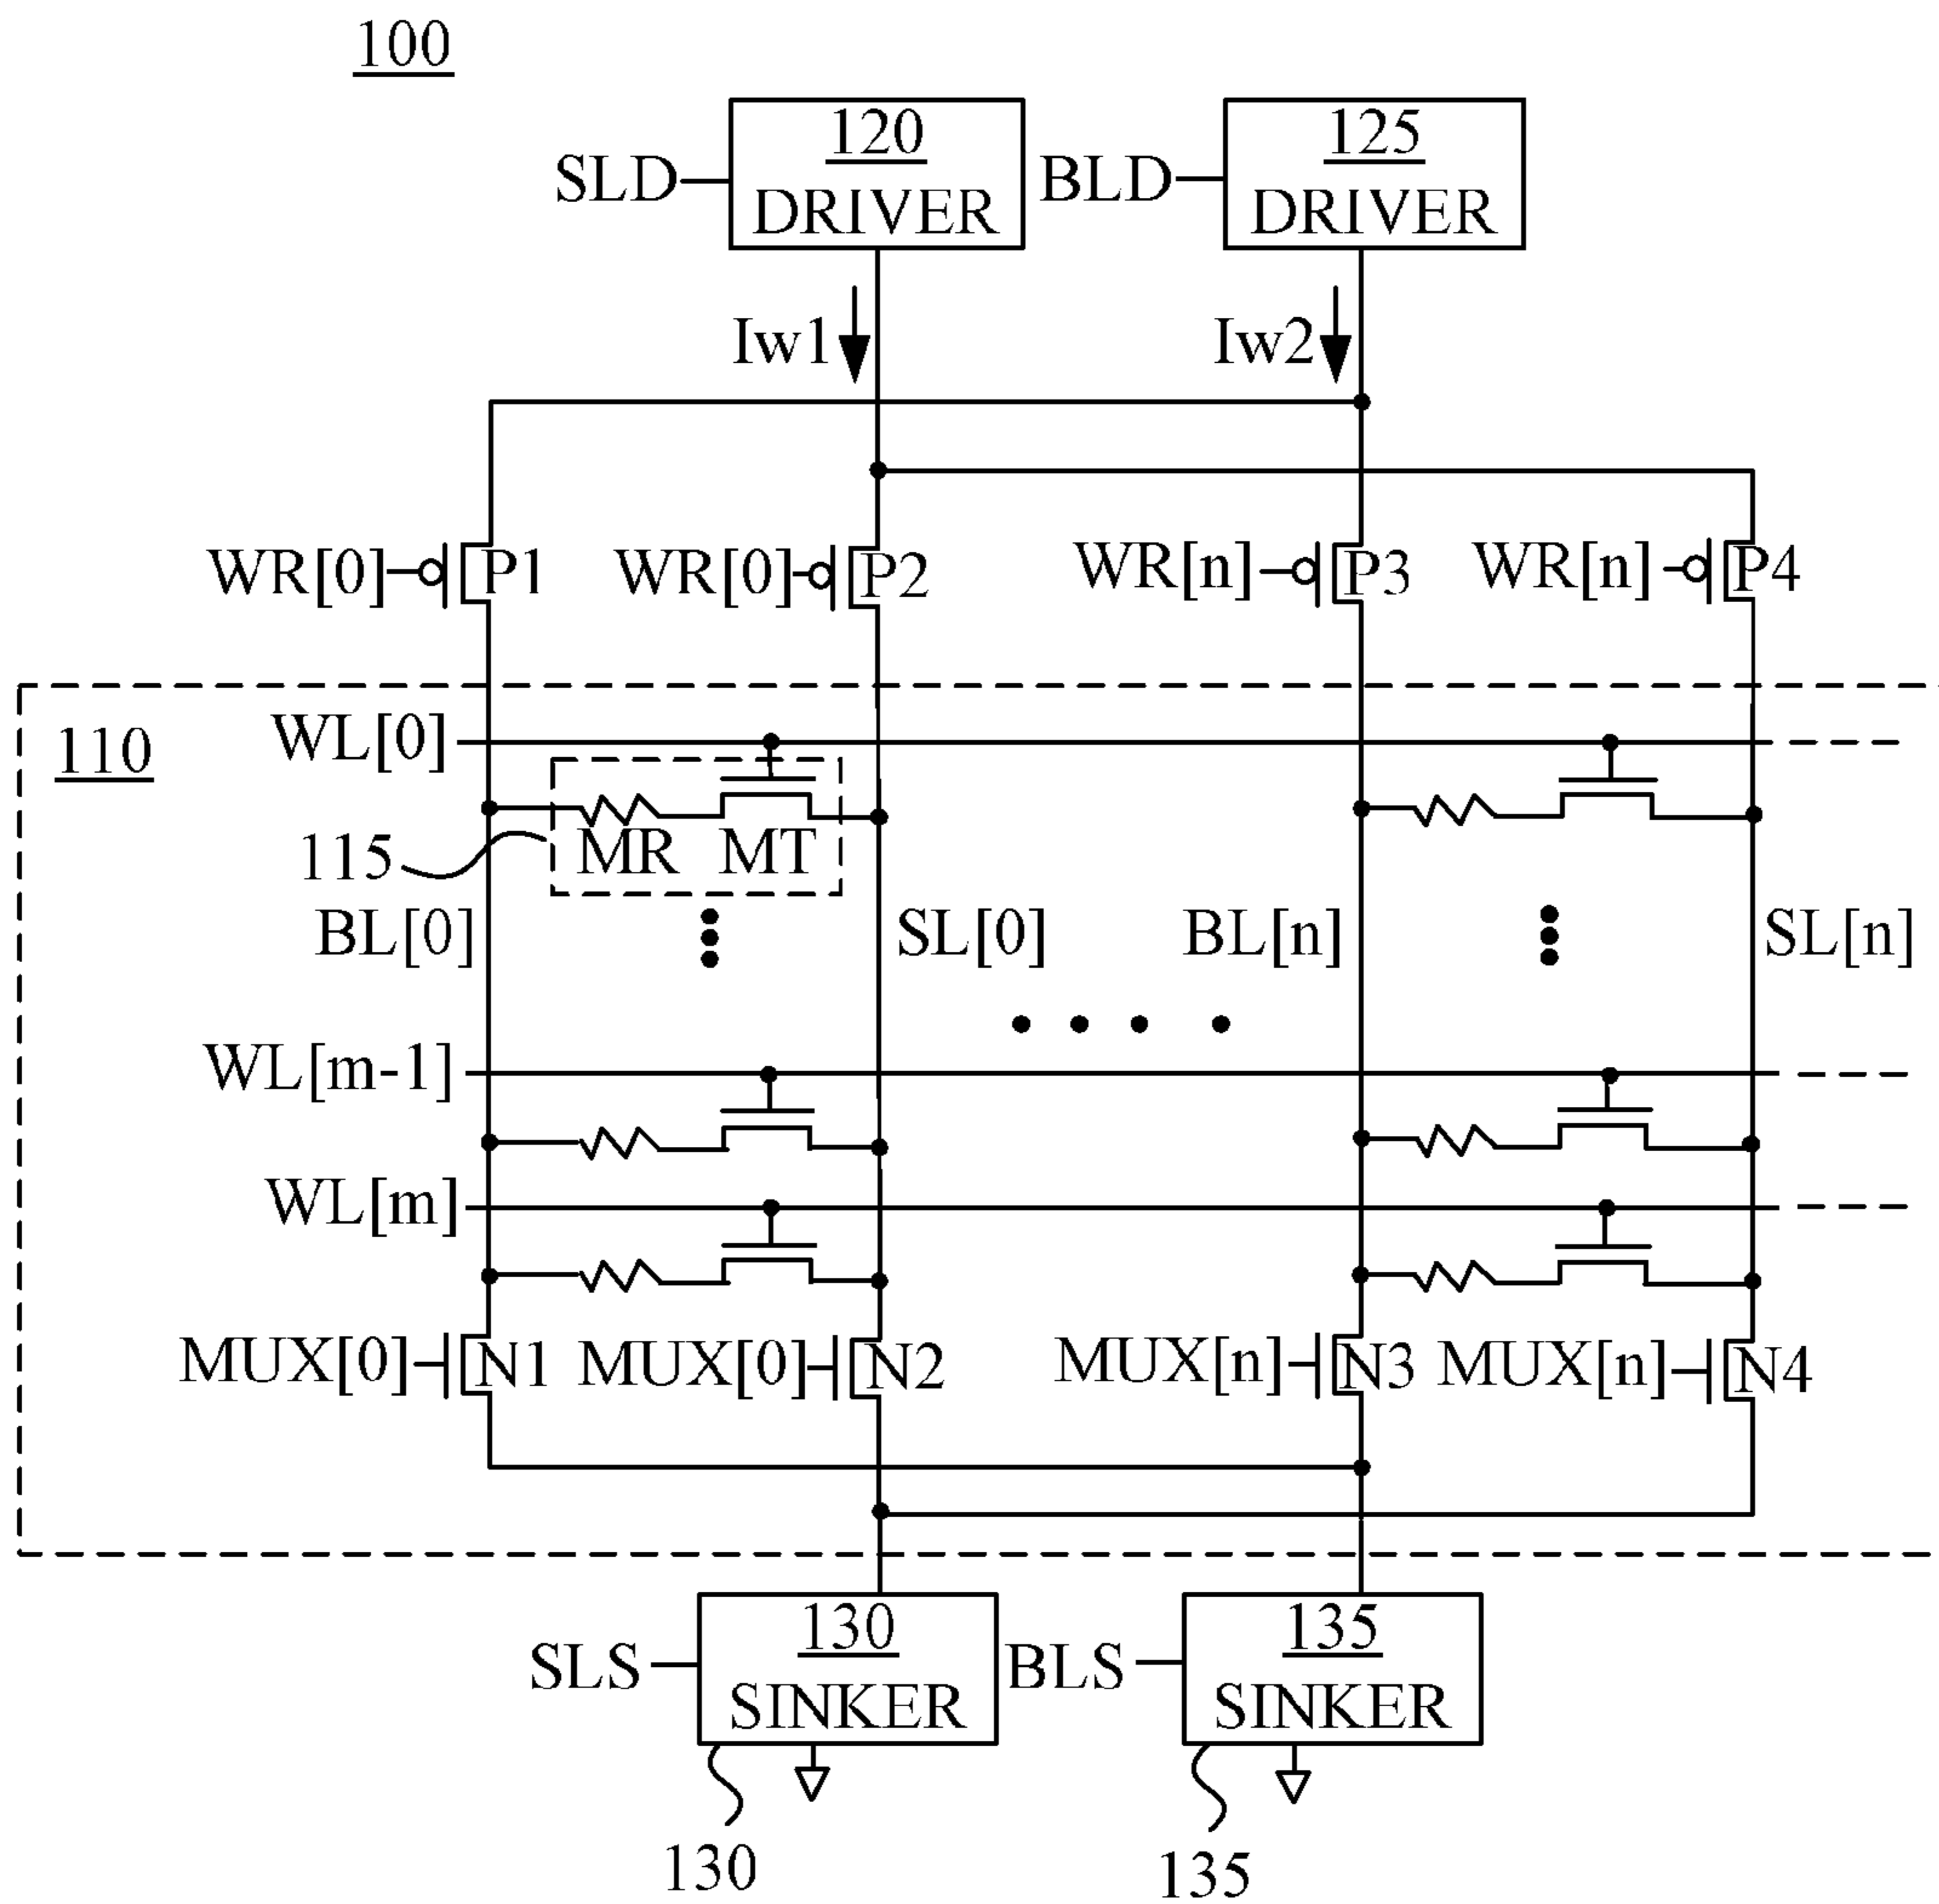 100
120
DRIVER
SLD
125
DRIVER
BLD
Iw1
Iw2
WR[0] P1
WR[0] P2
WR[n] P3
WR[n] P4
110
WL[0]
115
MR MT
BL[0]
SL[0]
BL[n]
SL[n]
WL[m-1]
WL[m]
MUX[0] N1
MUX[0] N2
MUX[n] N3
MUX[n] N4
130
SINKER
SLS
135
SINKER
BLS
130
135